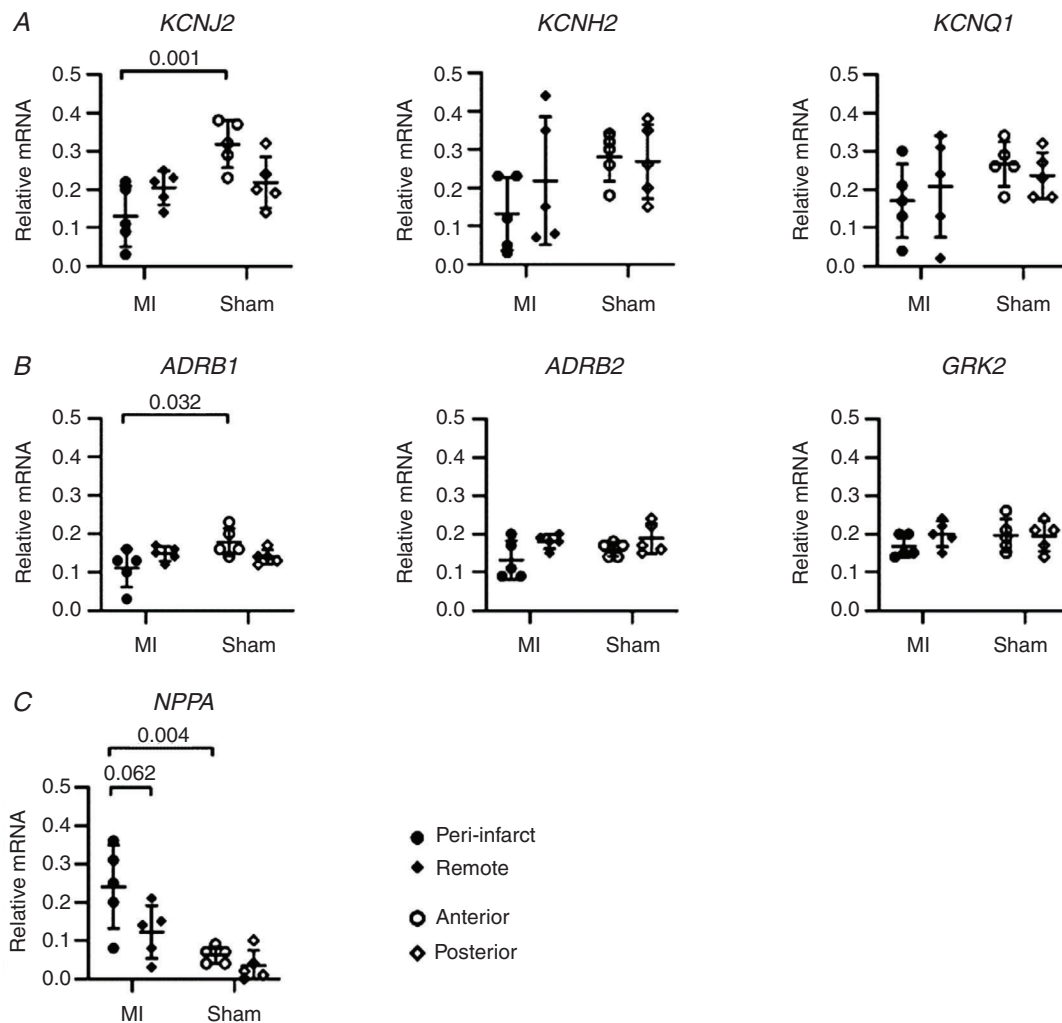 A KCNJ2 KCNH2 KCNQ1
0.001
Relative mRNA 0.5 0.4 0.3 0.2 0.1 0.0
MI Sham
Relative mRNA 0.5 0.4 0.3 0.2 0.1 0.0
MI Sham
Relative mRNA 0.5 0.4 0.3 0.2 0.1 0.0
MI Sham
B ADRB1 ADRB2 GRK2
0.032
Relative mRNA 0.5 0.4 0.3 0.2 0.1 0.0
MI Sham
Relative mRNA 0.5 0.4 0.3 0.2 0.1 0.0
MI Sham
Relative mRNA 0.5 0.4 0.3 0.2 0.1 0.0
MI Sham
C NPPA
0.004
0.062
Relative mRNA 0.5 0.4 0.3 0.2 0.1 0.0
MI Sham
Peri-infarct
Remote
Anterior
Posterior